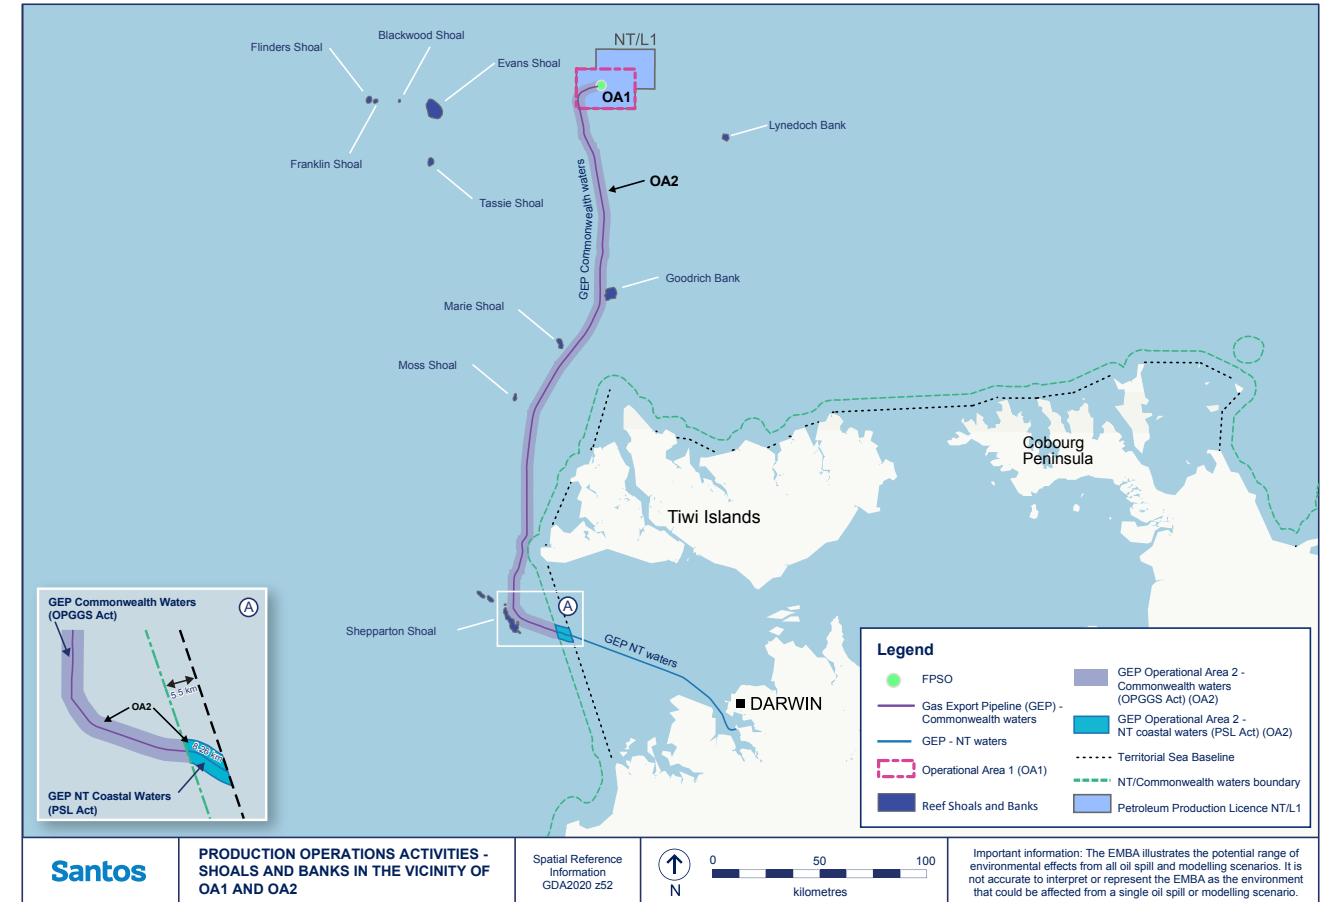 NT/L1
Blackwood Shoal
Flinders Shoal
Evans Shoal
OA1
Lynedoch Bank
Franklin Shoal
OA2
Tassie Shoal
GEP Commonwealth waters
Goodrich Bank
Marie Shoal
Moss Shoal
Cobourg
Peninsula
Tiwi Islands
Shepparton Shoal
A
GEP NT waters
DARWIN
GEP Commonwealth Waters
(OPGGS Act)
A
5.5 km
OA2
8.26 km
GEP NT Coastal Waters
(PSL Act)
Legend
FPSO
Gas Export Pipeline (GEP) -
Commonwealth waters
GEP - NT waters
Operational Area 1 (OA1)
Reef Shoals and Banks
GEP Operational Area 2 -
Commonwealth waters
(OPGGS Act) (OA2)
GEP Operational Area 2 -
NT coastal waters (PSL Act) (OA2)
Territorial Sea Baseline
NT/Commonwealth waters boundary
Petroleum Production Licence NT/L1
Santos
PRODUCTION OPERATIONS ACTIVITIES -
SHOALS AND BANKS IN THE VICINITY OF
OA1 AND OA2
Spatial Reference
Information
GDA2020 z52
N
0 50 100
kilometres
Important information: The EMBA illustrates the potential range of
environmental effects from all oil spill and modelling scenarios. It is
not accurate to interpret or represent the EMBA as the environment
that could be affected from a single oil spill or modelling scenario.